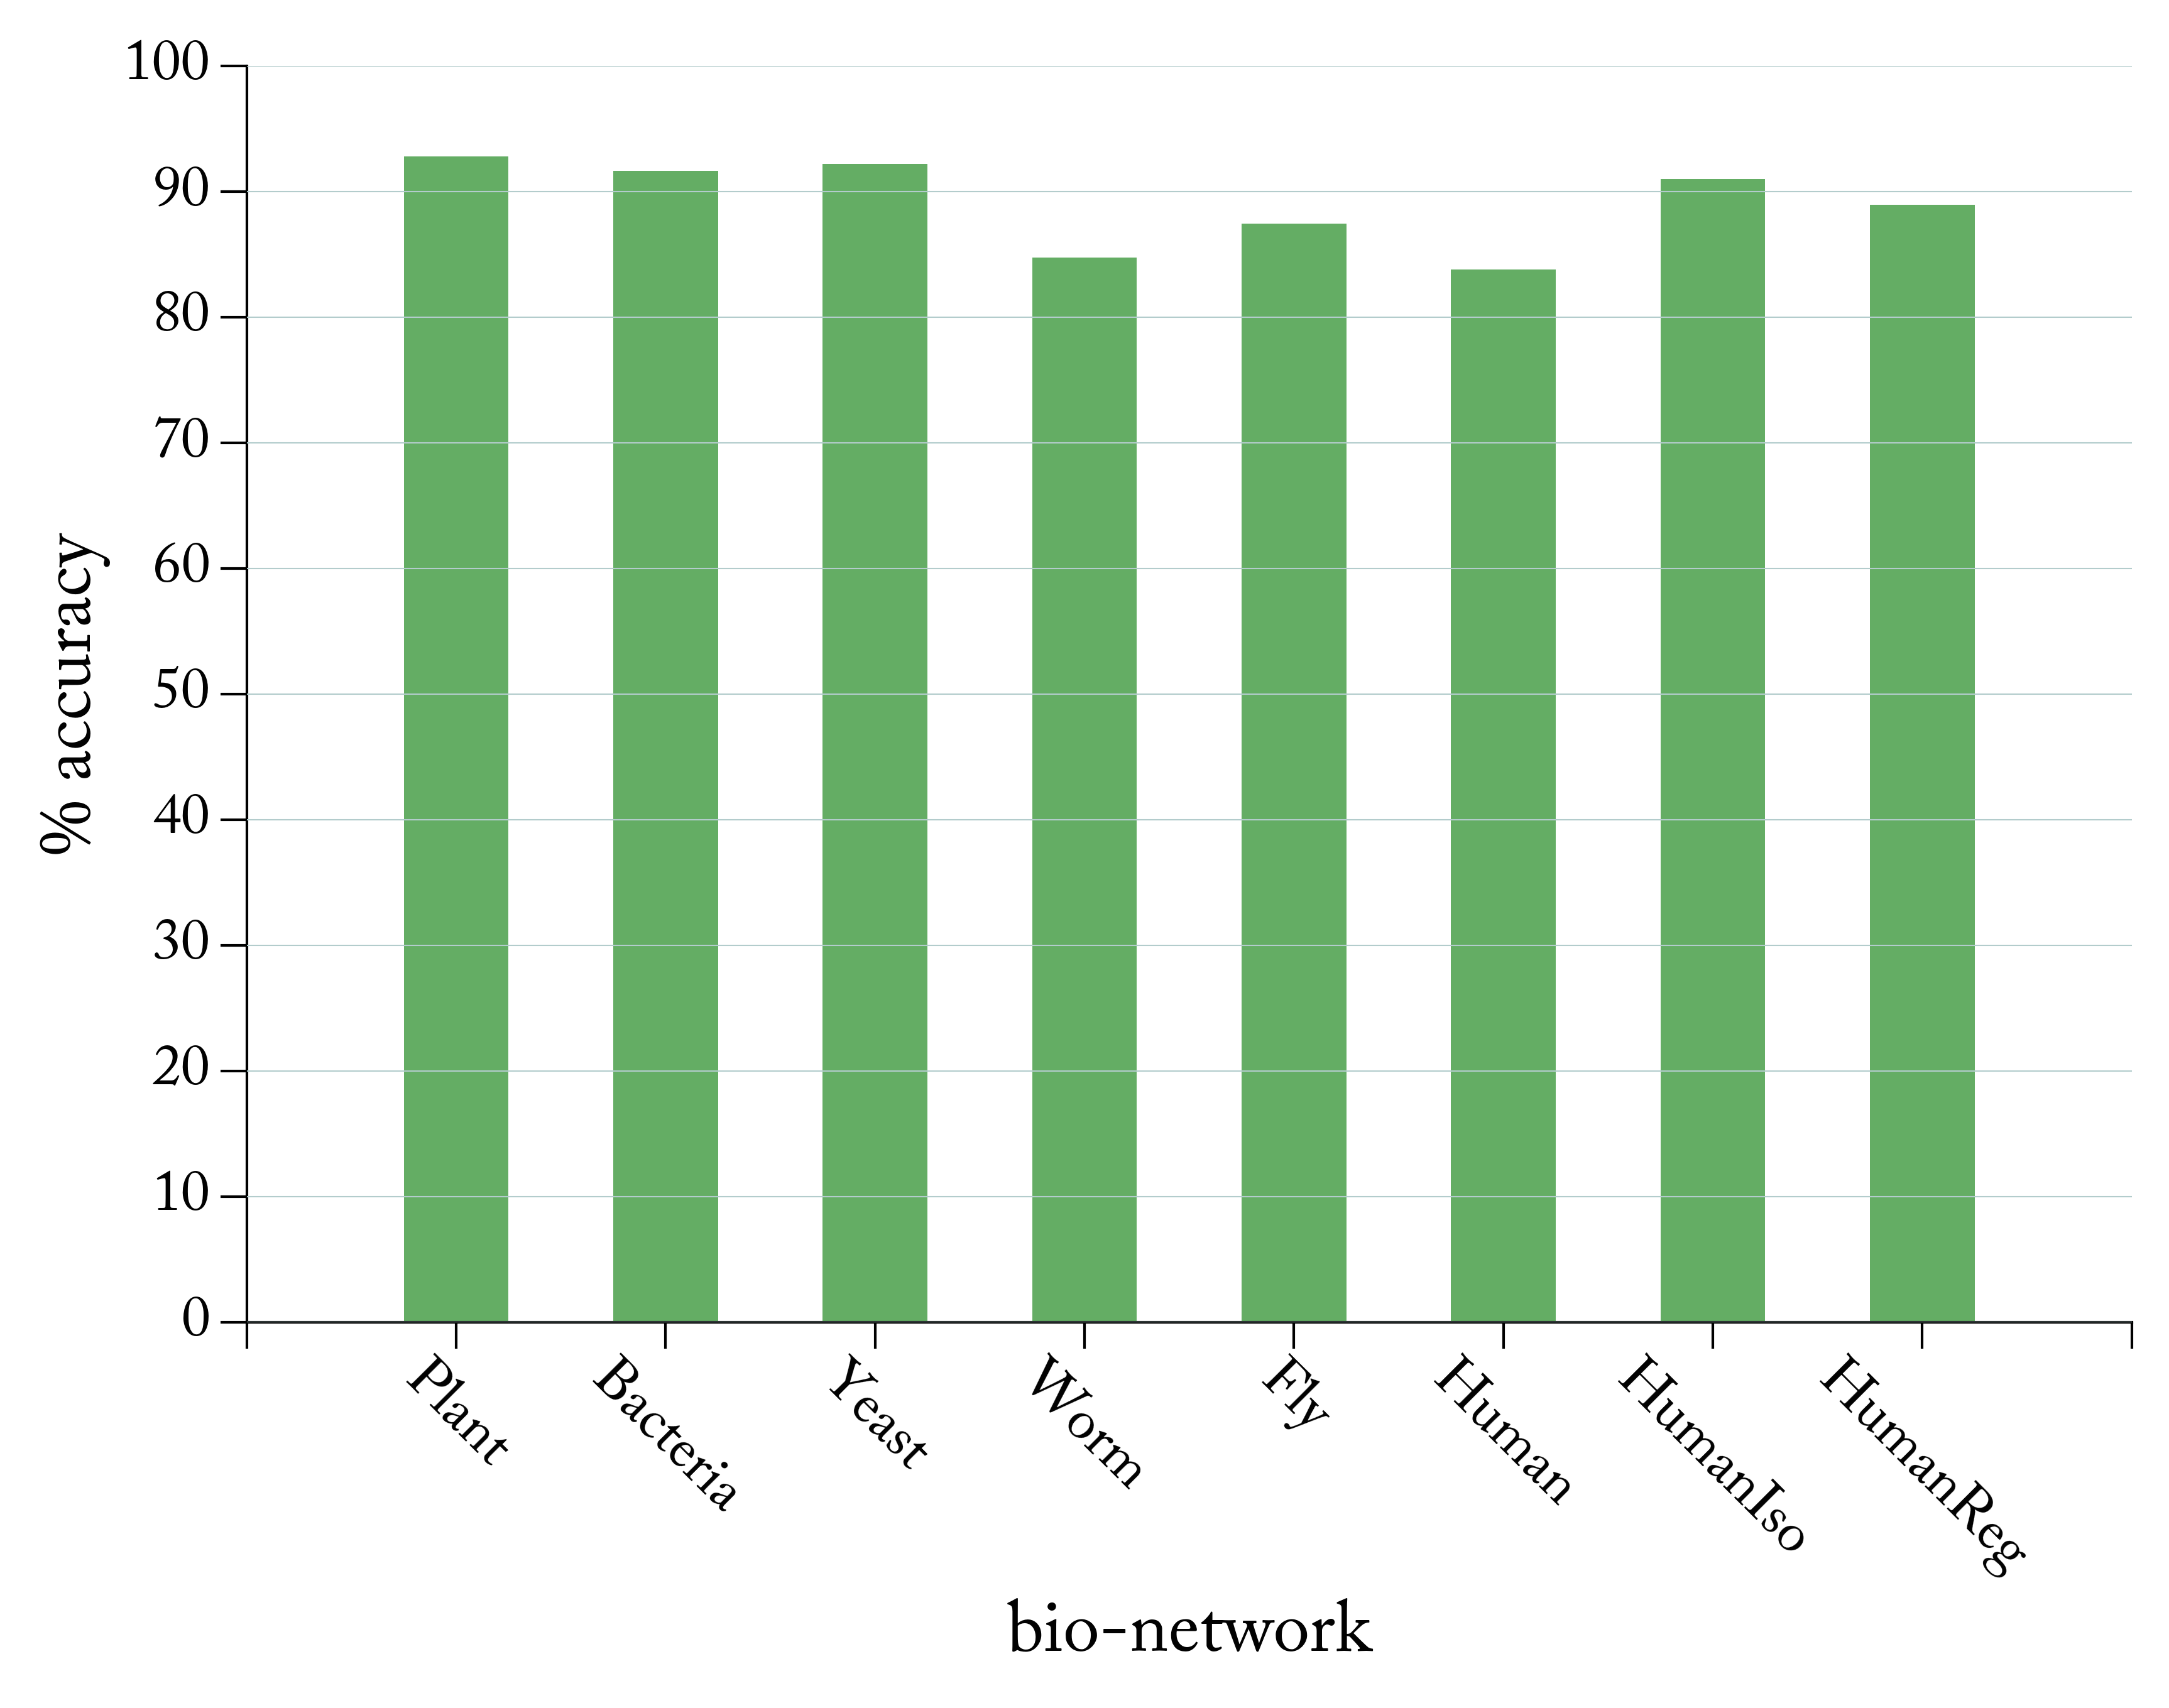 % accuracy
100
90
80
70
60
50
40
30
20
10
0
Plant
Bacteria
Yeast
Worm
Fly
Human
HumanIso
HumanReg
bio-network